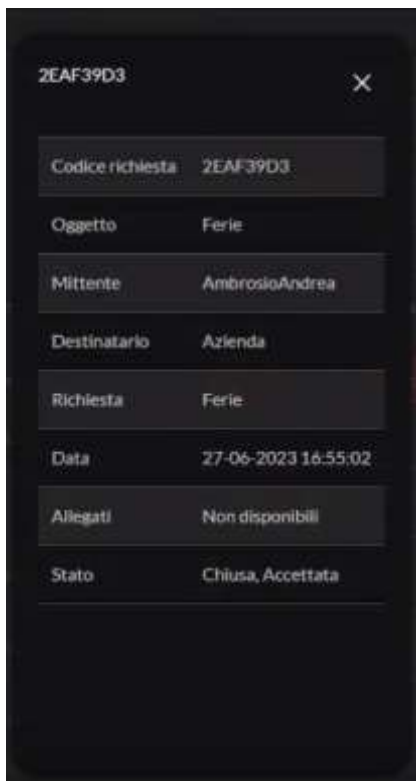 2EAF39D3
Codice richiesta 2EAF39D3
Oggetto Ferie
Mittente AmbrosioAndrea
Destinatario Azienda
Richiesta Ferie
Data 27-06-2023 16:55:02
Allegati Non disponibili
Stato Chiusa, Accettata